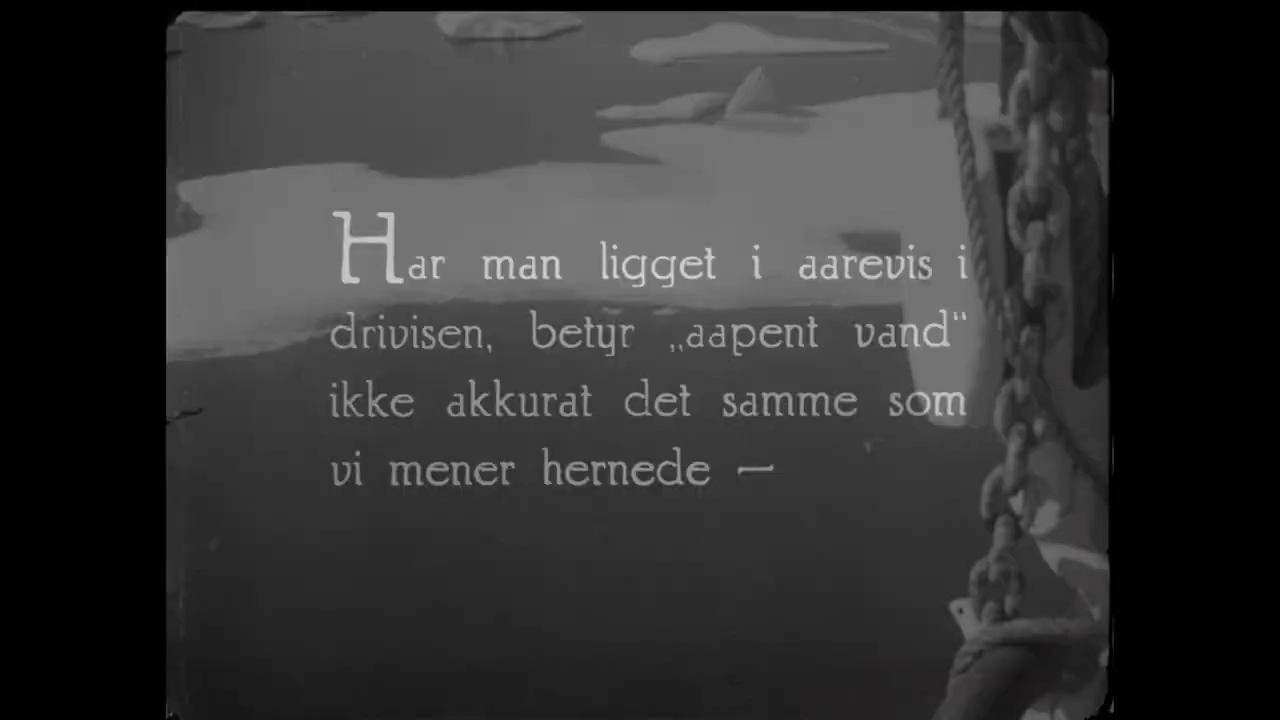 Har man ligget i aarevis i
drivisen, betyr „aapent vand“
ikke akkurat det samme som
vi mener hernede —